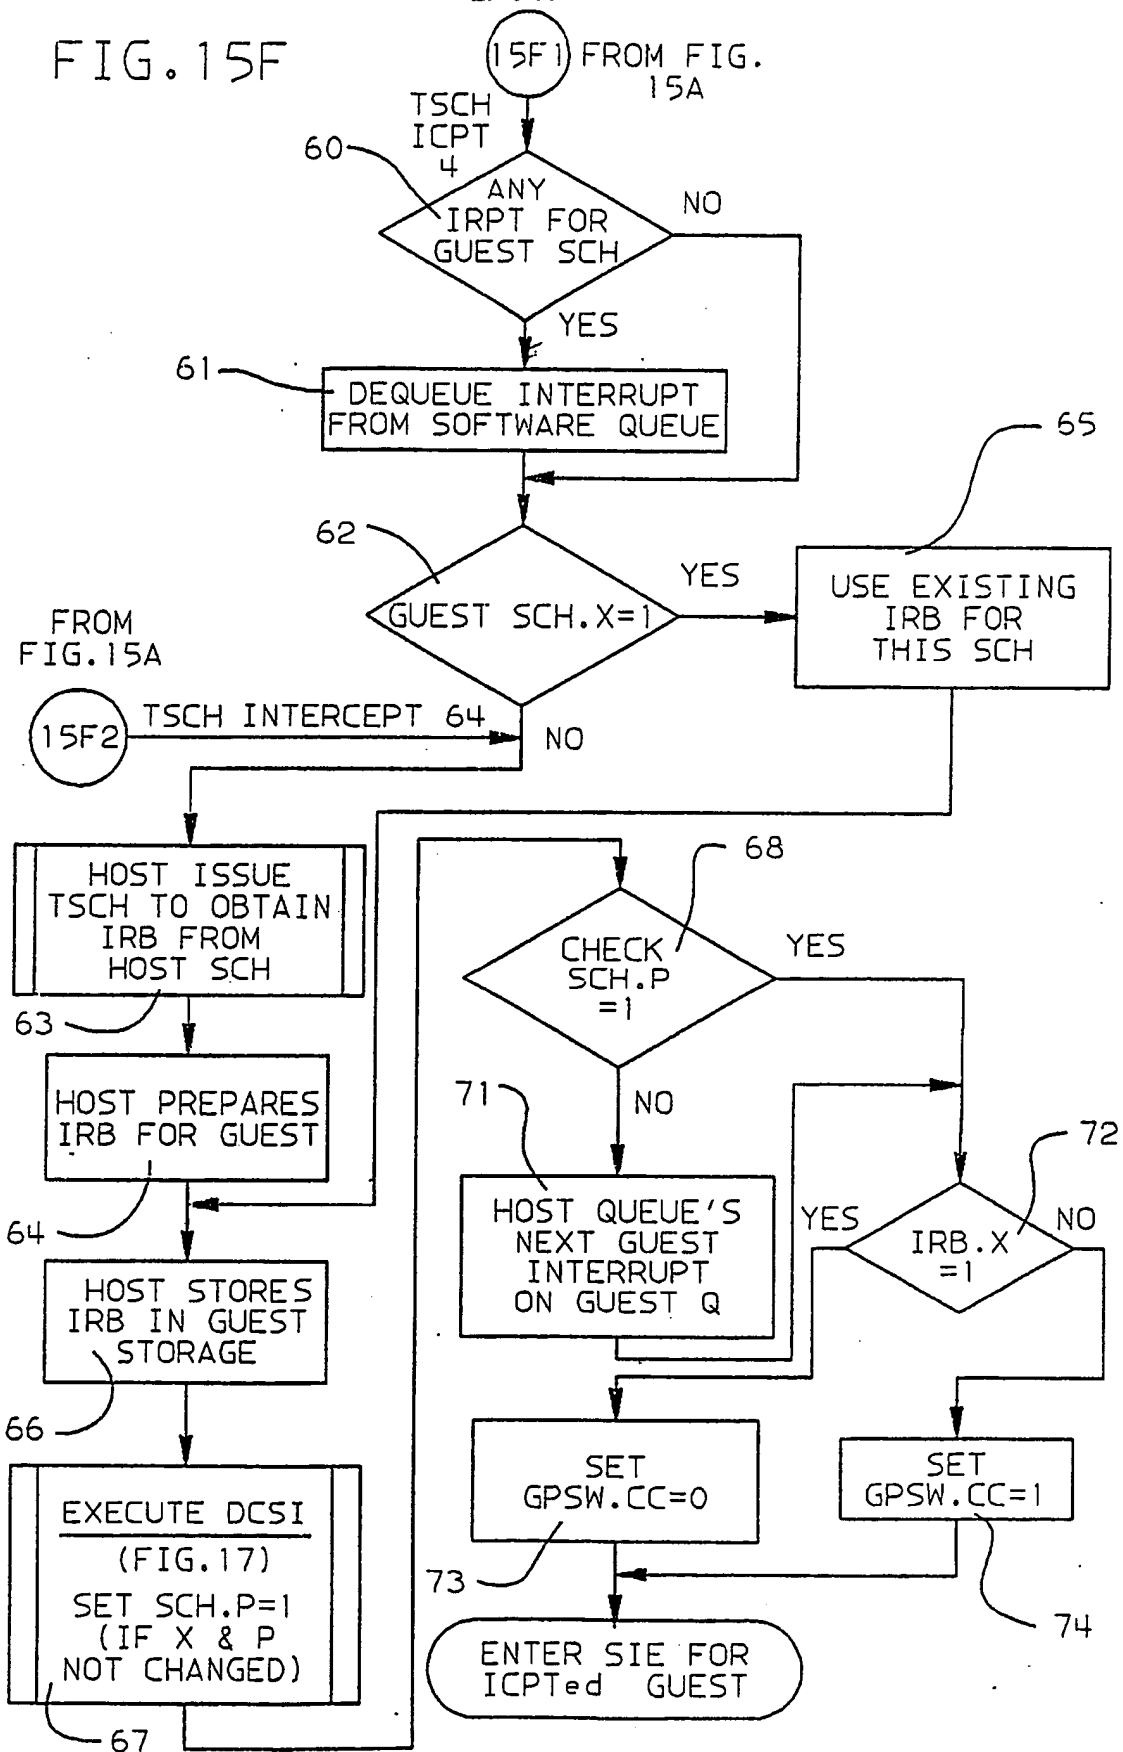 FIG.15F
15F1
FROM FIG.
15A
TSCH
ICPT
4
60
ANY
IRPT FOR
GUEST SCH
NO
YES
61
DEQUEUE INTERRUPT
FROM SOFTWARE QUEUE
65
62
GUEST SCH.X=1
YES
USE EXISTING
IRB FOR
THIS SCH
FROM
FIG.15A
15F2
TSCH INTERCEPT 64
NO
HOST ISSUE
TSCH TO OBTAIN
IRB FROM
HOST SCH
63
HOST PREPARES
IRB FOR GUEST
64
HOST STORES
IRB IN GUEST
STORAGE
66
EXECUTE DCSI
(FIG.17)
SET SCH.P=1
(IF X & P
NOT CHANGED)
67
68
CHECK
SCH.P
=1
YES
NO
71
HOST QUEUE'S
NEXT GUEST
INTERRUPT
ON GUEST Q
72
YES
IRB.X
=1
NO
SET
GPSW.CC=0
73
SET
GPSW.CC=1
74
ENTER SIE FOR
ICPTed GUEST